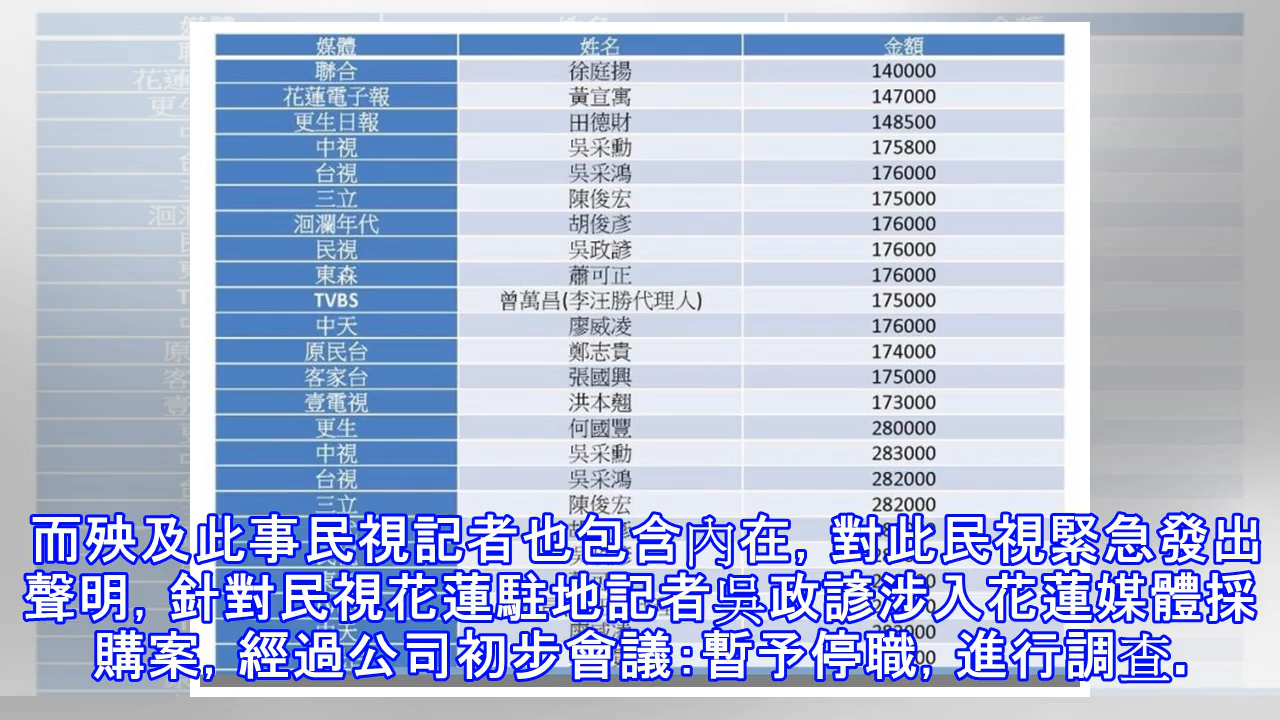 媒體 姓名 金額
聯合 徐庭揚 140000
花蓮電子報 黃宣寓 147000
更生日報 田德財 148500
中視 吳采勳 175800
台視 吳采鴻 176000
三立 陳俊宏 175000
洄瀾年代 胡俊彥 176000
民視 吳政諺 176000
東森 蕭可正 176000
TVBS 曾萬昌(李汪勝代理人) 175000
中天 廖威凌 176000
原民台 鄭志貴 174000
客家台 張國興 175000
壹電視 洪本翹 173000
更生 何國豐 280000
中視 吳采勳 283000
台視 吳采鴻 282000
三立 陳俊宏 282000
而殃及此事民視記者也包含內在, 對此民視緊急發出
聲明, 針對民視花蓮駐地記者吳政諺涉入花蓮媒體採
購案, 經過公司初步會議:暫予停職, 進行調查.